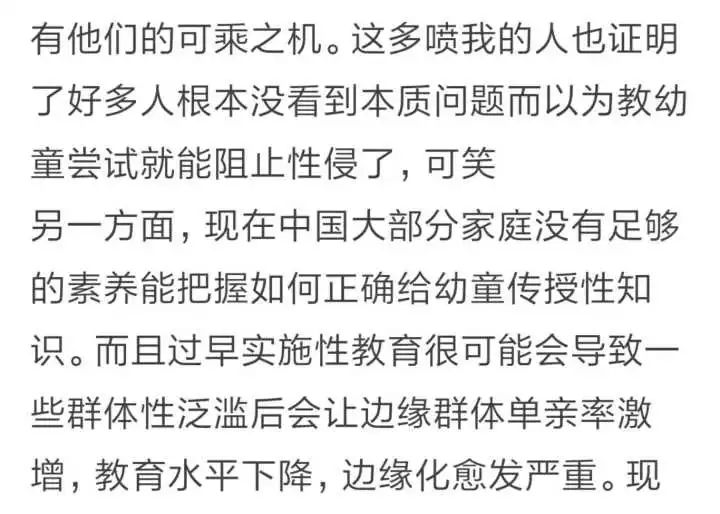 有他们的可乘之机。这多喷我的人也证明
了好多人根本没看到本质问题而以为教幼
童尝试就能阻止性侵了，可笑
另一方面，现在中国大部分家庭没有足够
的素养能把握如何正确给幼童传授性知
识。而且过早实施性教育很可能会导致一
些群体性泛滥后会让边缘群体单亲率激
增，教育水平下降，边缘化愈发严重。现